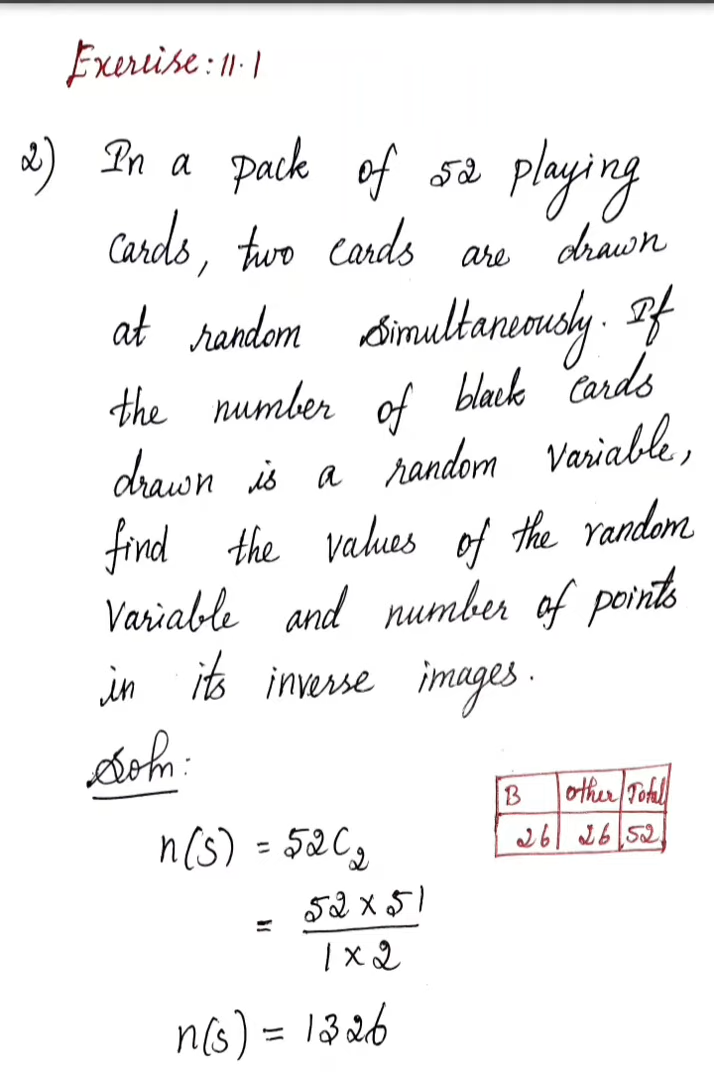 Exercise: 11.1
2) In a pack of 52 playing
cards, two cards are drawn
at random simultaneously. If
the number of black cards
drawn is a random variable,
find the values of the random
variable and number of points
in its inverse images.
Soln:
B other Total
26 26 52
n(s) = 52C₂
= 52 x 51
1 x 2
n(s) = 1326